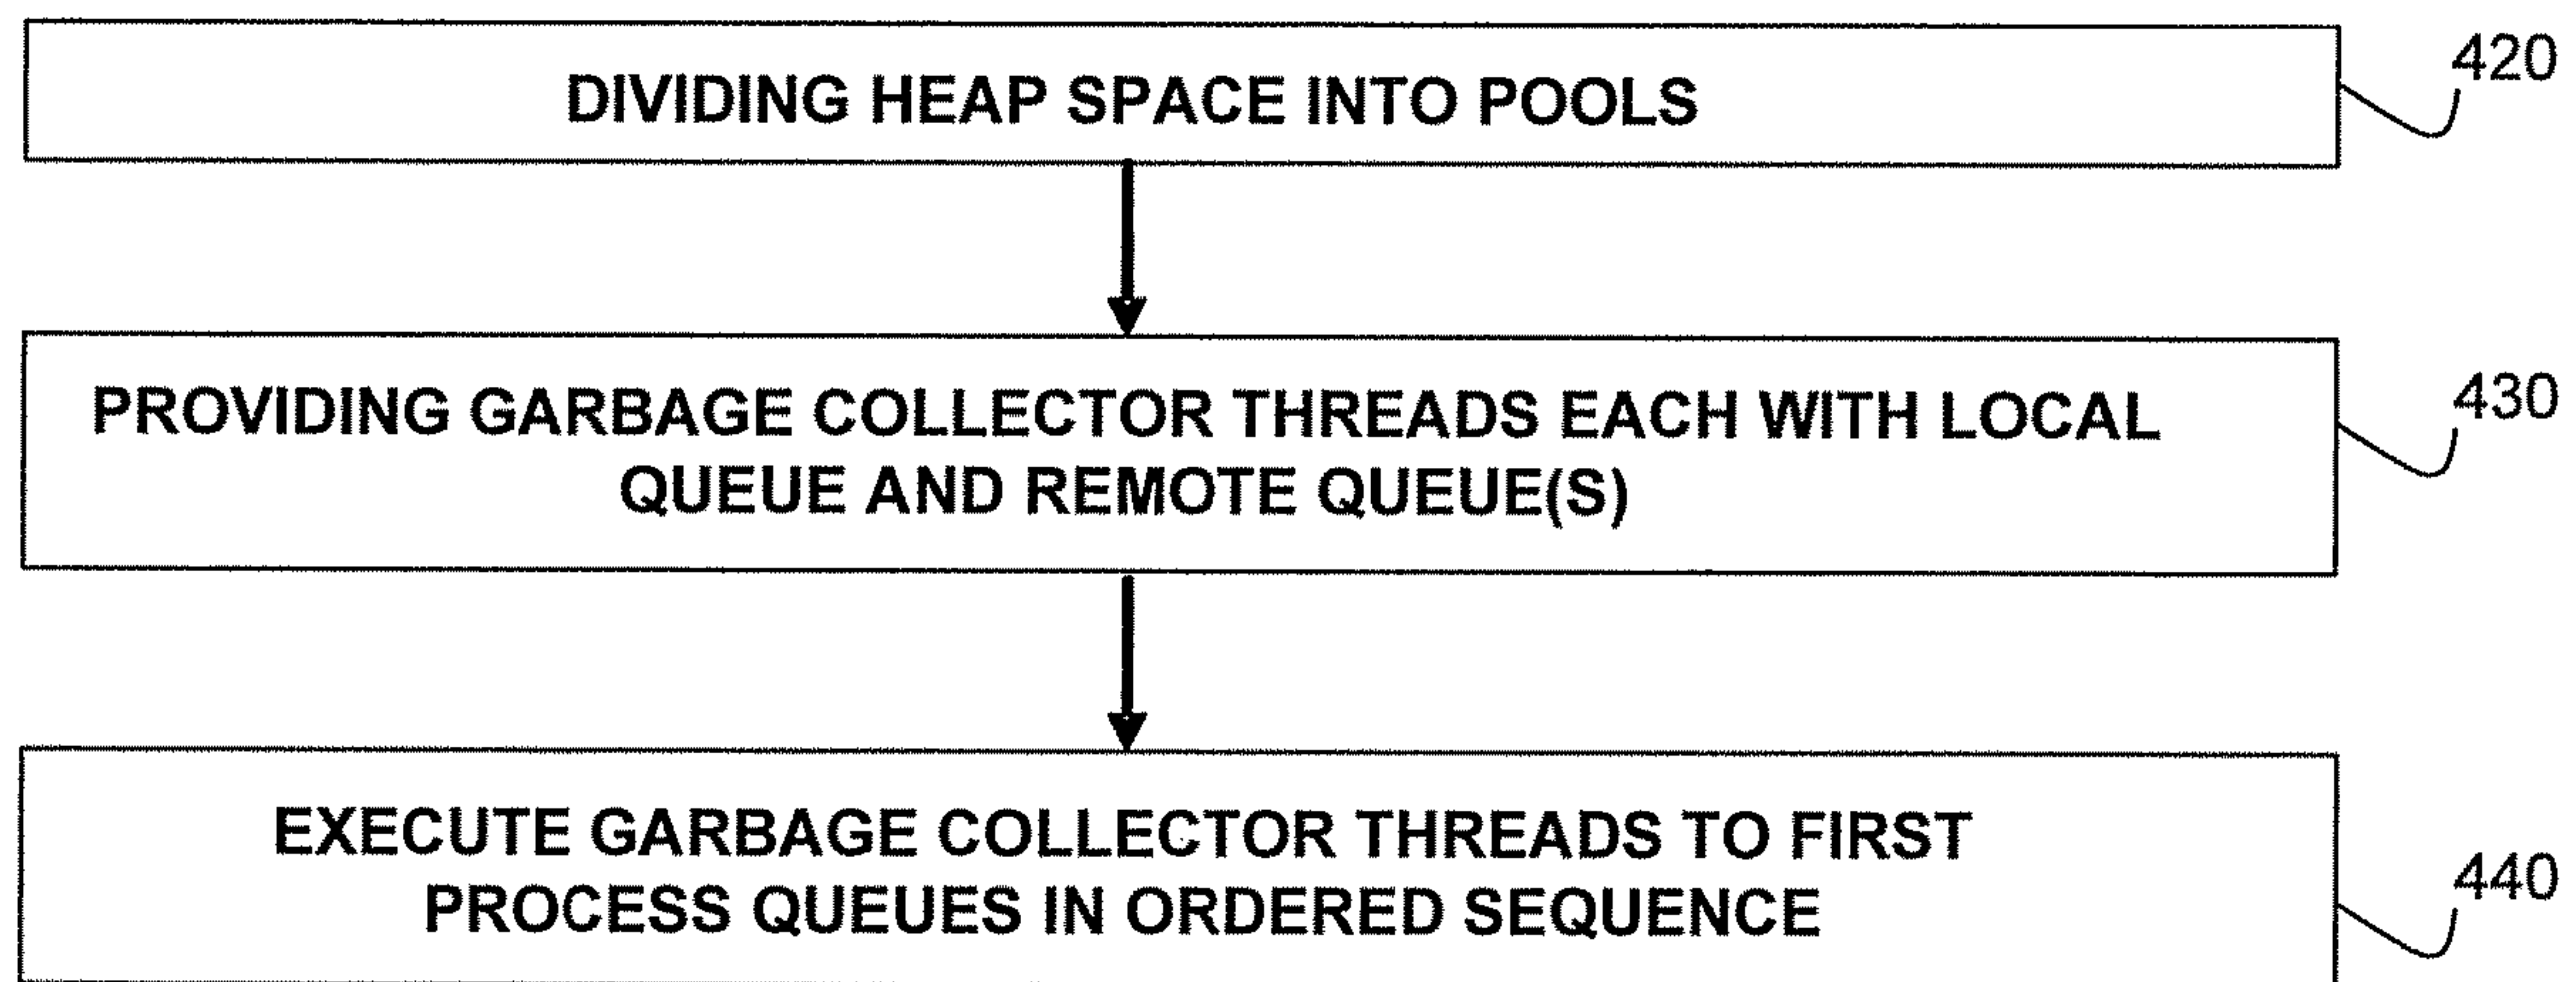 DIVIDING HEAP SPACE INTO POOLS
420
PROVIDING GARBAGE COLLECTOR THREADS EACH WITH LOCAL
QUEUE AND REMOTE QUEUE(S)
430
EXECUTE GARBAGE COLLECTOR THREADS TO FIRST
PROCESS QUEUES IN ORDERED SEQUENCE
440